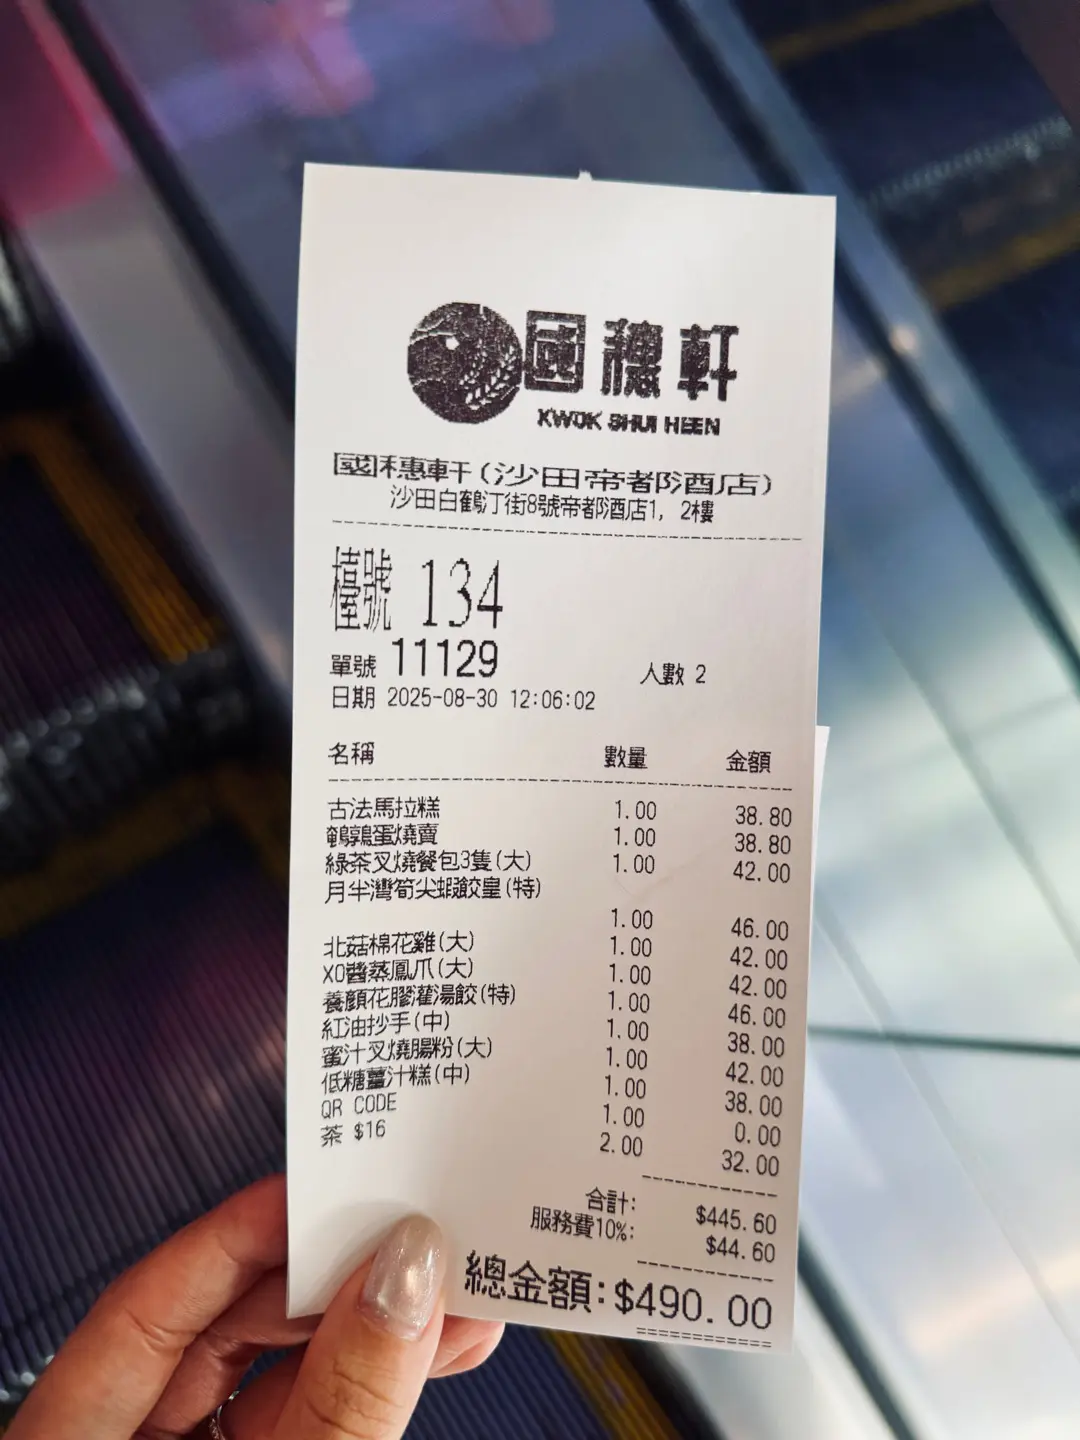 國穗軒
KWOK SHUI HEEN
國穗軒(沙田帝都酒店)
沙田白鶴汀街8號帝都酒店1, 2樓
檯號 134
單號 11129 人數 2
日期 2025-08-30 12:06:02
名稱 數量 金額
古法馬拉糕 1.00 38.80
鵪鶉蛋燒賣 1.00 38.80
綠茶叉燒餐包3隻(大) 1.00 42.00
月半灣筍尖蝦餃皇(特)
1.00 46.00
北菇棉花雞(大) 1.00 42.00
XO醬蒸鳳爪(大) 1.00 42.00
養顏花膠灌湯餃(特) 1.00 46.00
紅油抄手(中) 1.00 38.00
蜜汁叉燒腸粉(大) 1.00 42.00
低糖薑汁糕(中) 1.00 38.00
QR CODE 1.00 0.00
茶 $16 2.00 32.00
合計: $445.60
服務費10%: $44.60
總金額:$490.00